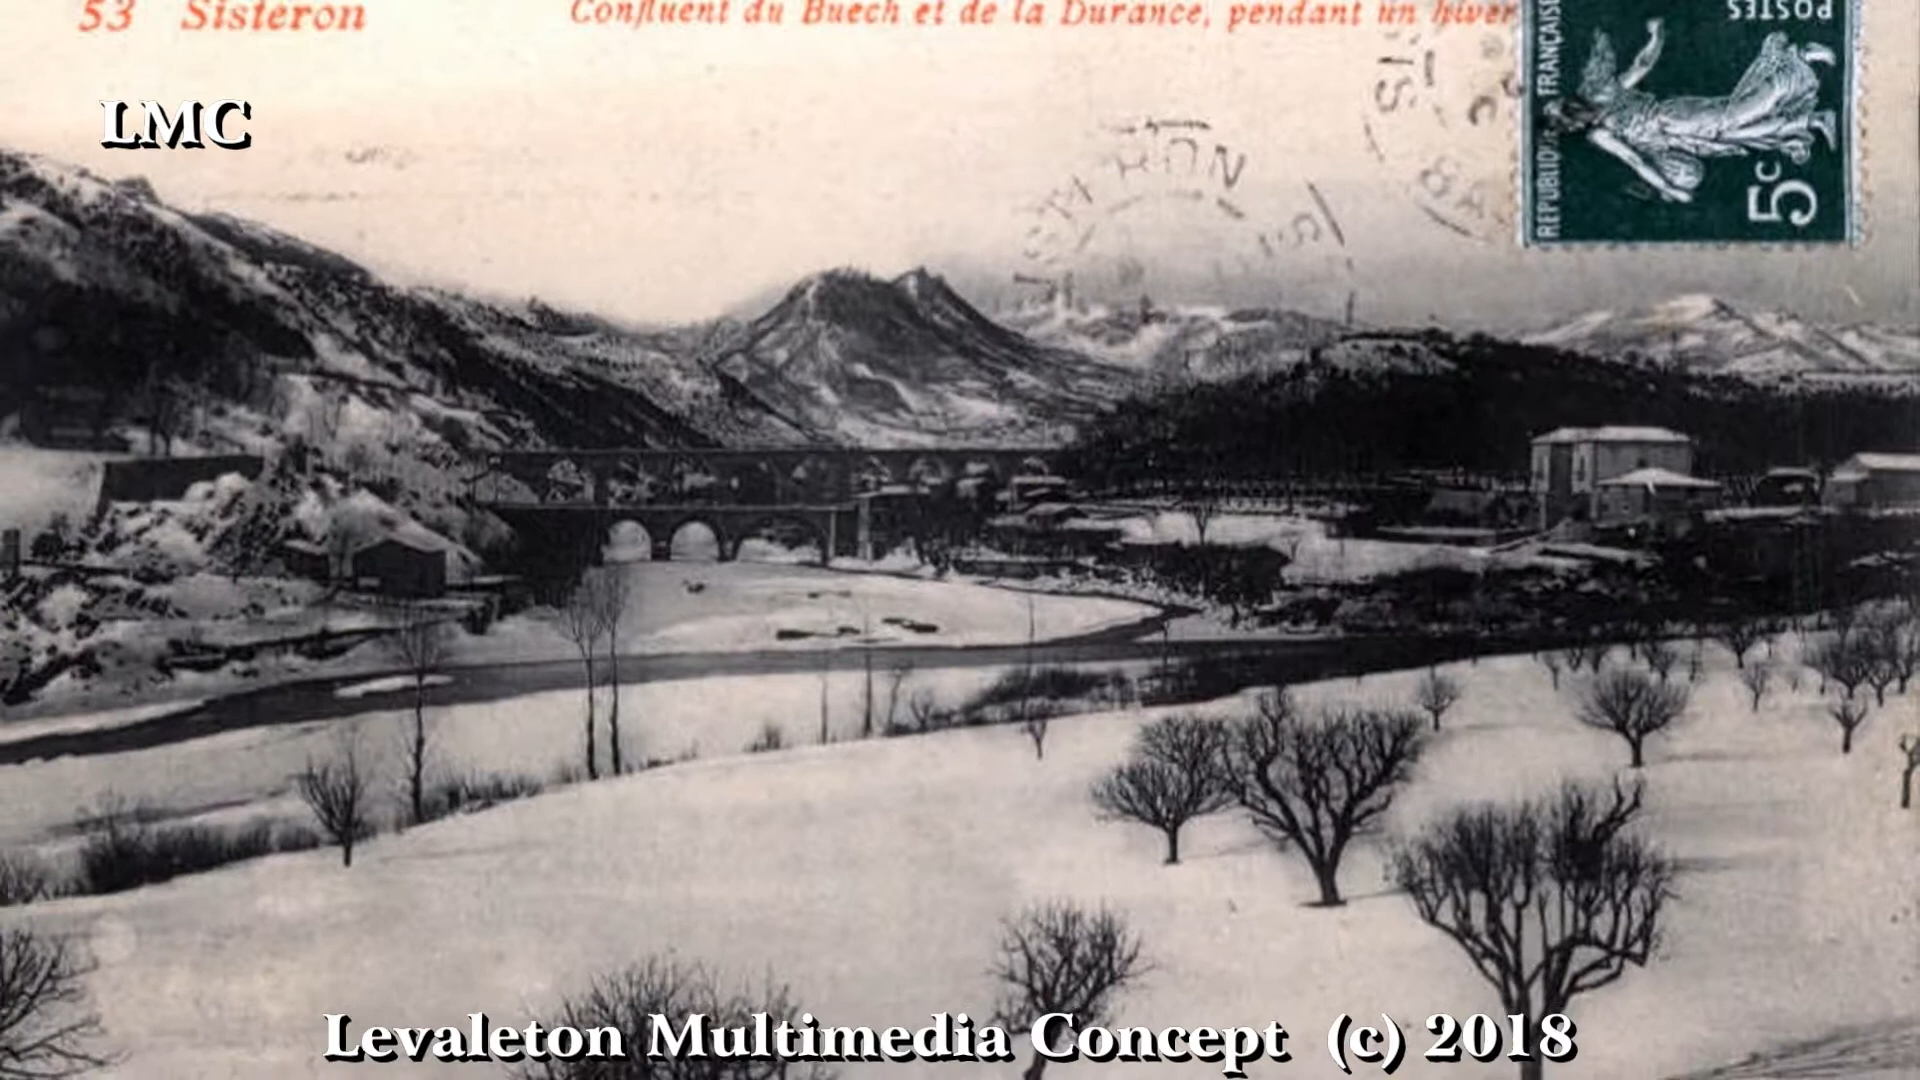 53 Sisteron
Confluent du Buech et de la Durance, pendant un hiver
LMC
REPUBLIQUE FRANÇAISE
POSTES
5c
Levaleton Multimedia Concept (c) 2018